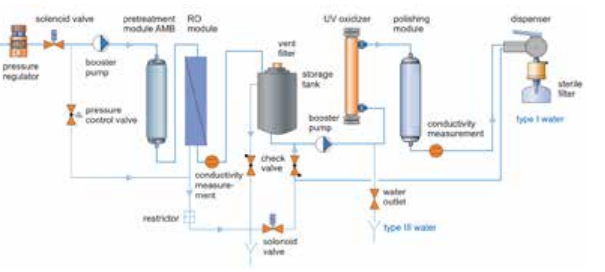 solenoid valve
pretreatment
module AMB
RO
module
UV oxidizer
polishing
module
dispenser
vent
filter
pressure
regulator
booster
pump
storage
tank
sterile
filter
pressure
control valve
booster
pump
conductivity
measurement
type I water
check
valve
conductivity
measure-
ment
water
outlet
restrictor
type III water
solenoid
valve